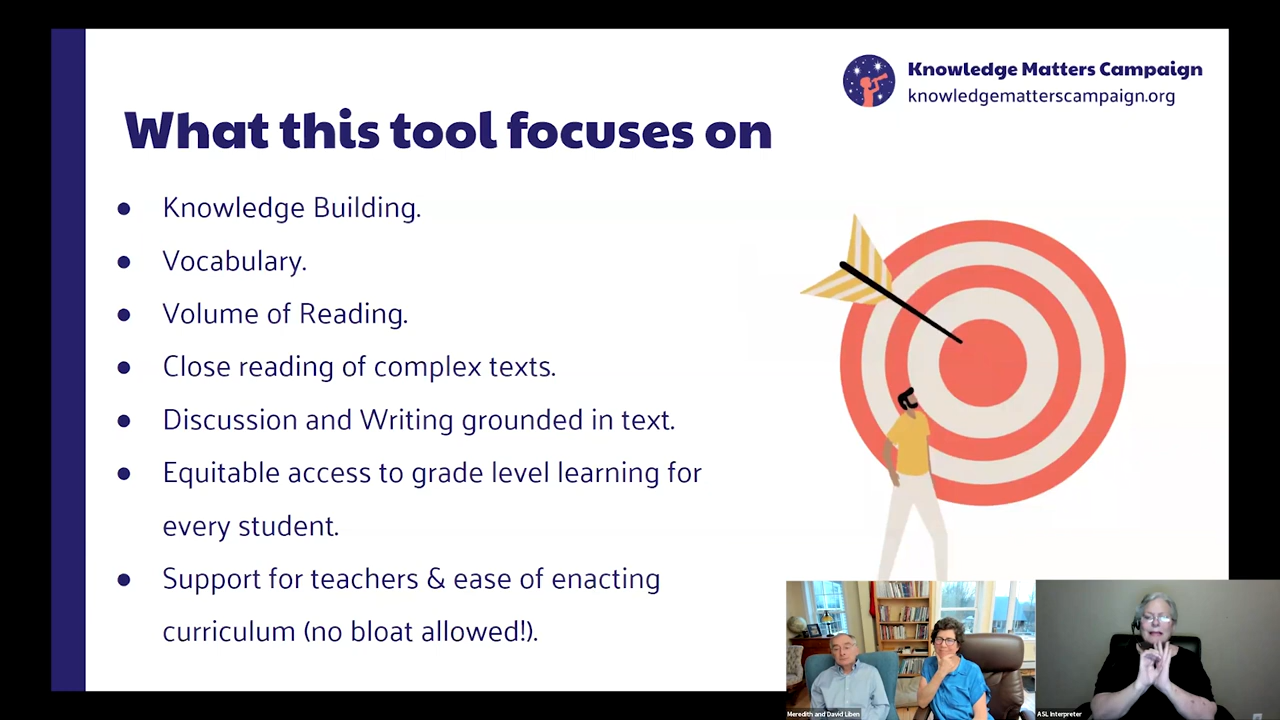 Knowledge Matters Campaign
knowledgematterscampaign.org
What this tool focuses on
● Knowledge Building.
● Vocabulary.
● Volume of Reading.
● Close reading of complex texts.
● Discussion and Writing grounded in text.
● Equitable access to grade level learning for
every student.
● Support for teachers & ease of enacting
curriculum (no bloat allowed!).
Meredith and David Liben
ASL Interpreter